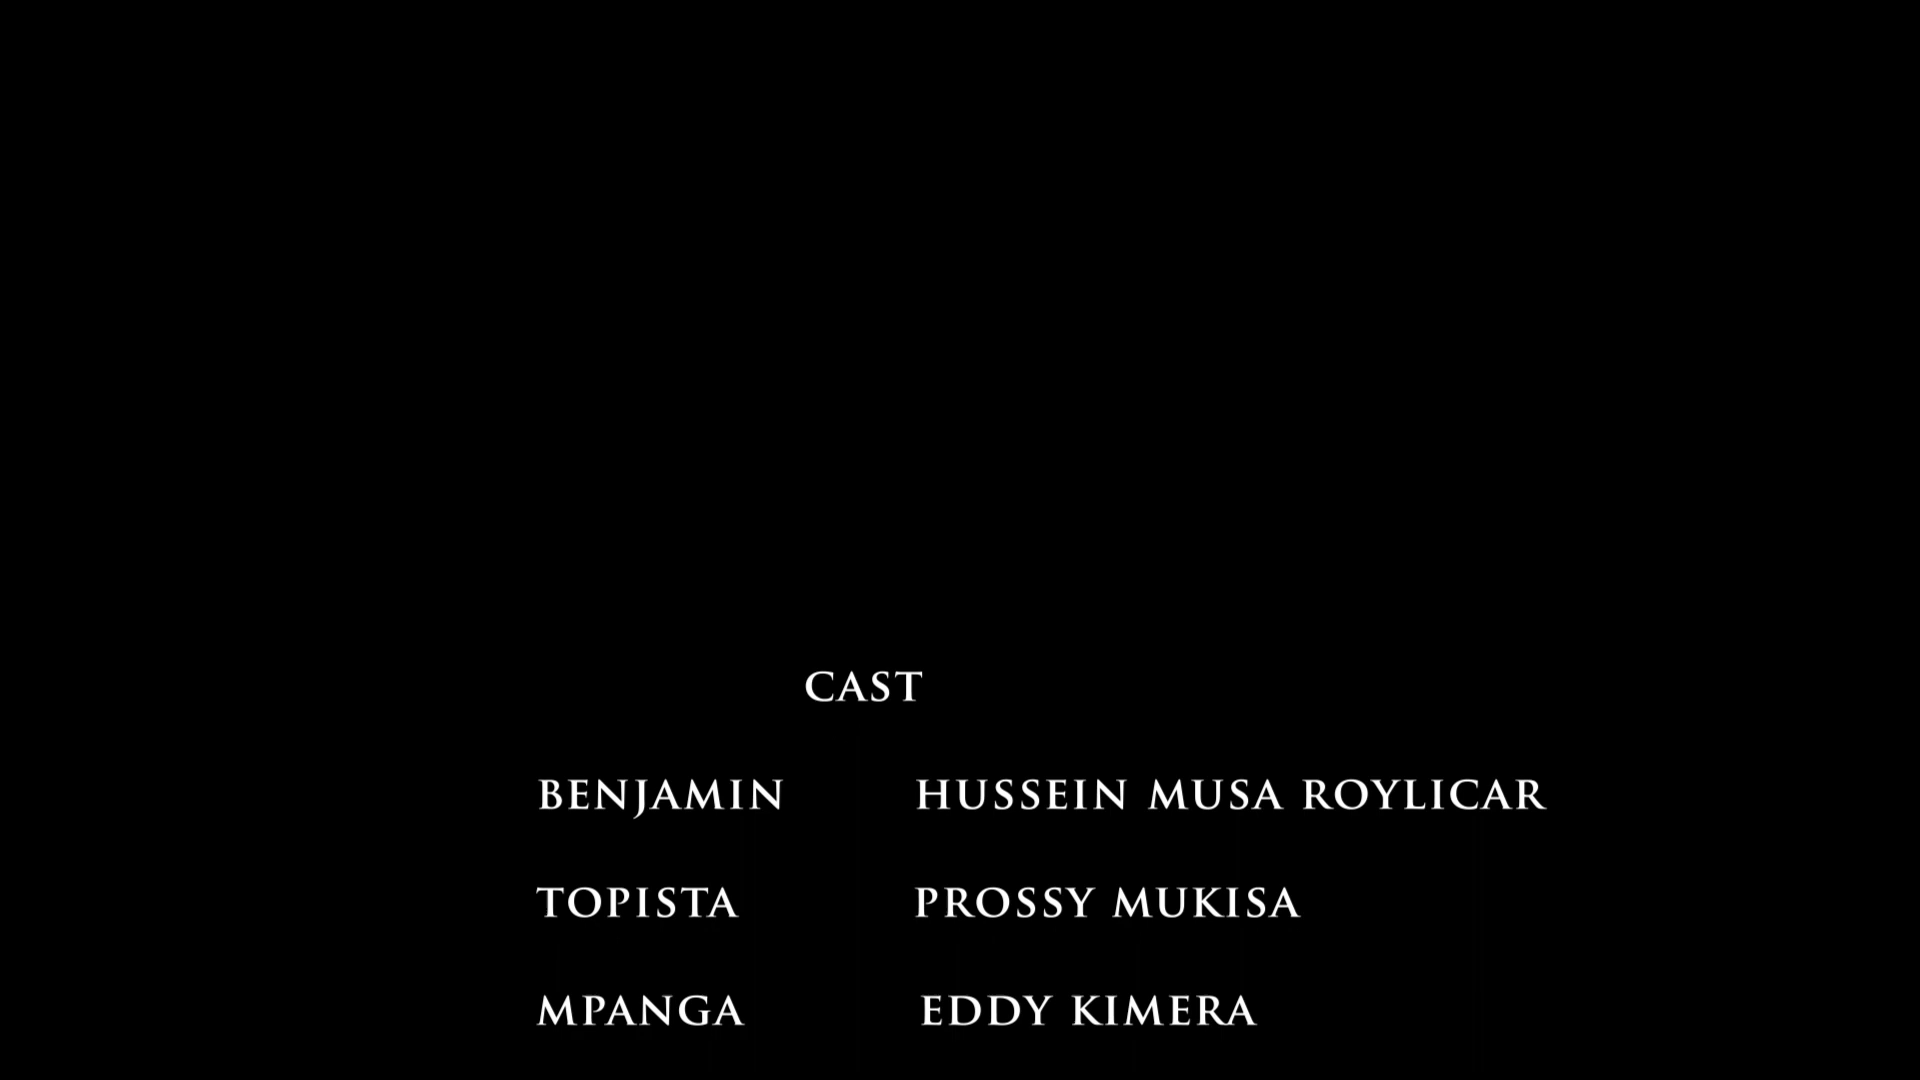 CAST
BENJAMIN HUSSEIN MUSA ROYLICAR
TOPISTA PROSSY MUKISA
MPANGA EDDY KIMERA